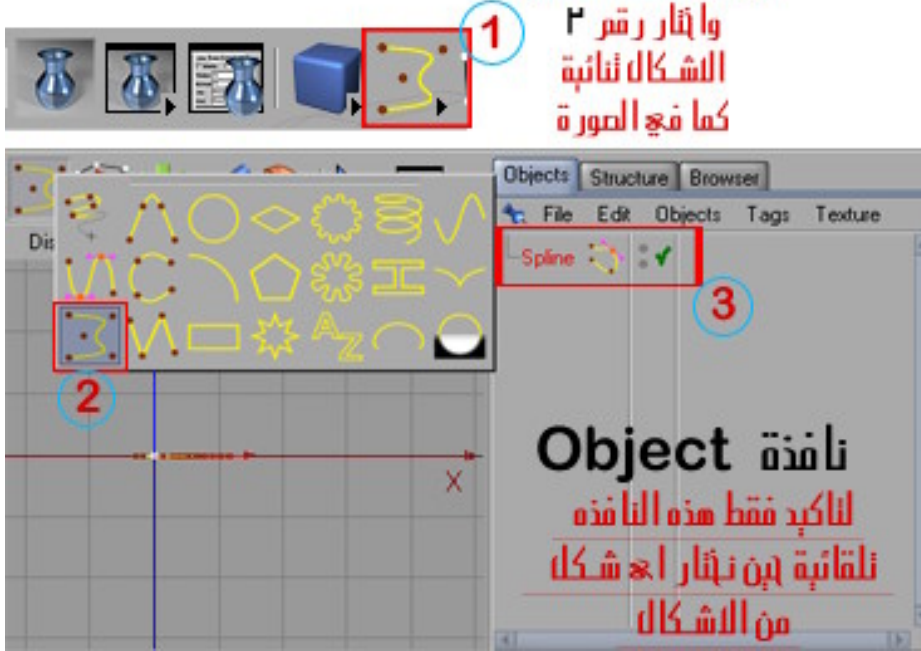 1
واختار رقم ٢
الاشكال ثنائية
كما في الصورة
Objects Structure Browser
File Edit Objects Tags Texture
Dis
Spline
3
A
Z
2
X
نافذة Object
لتاكيد فقط هذه النافذه
تلقائية حين نختار اي شكل
من الاشكال